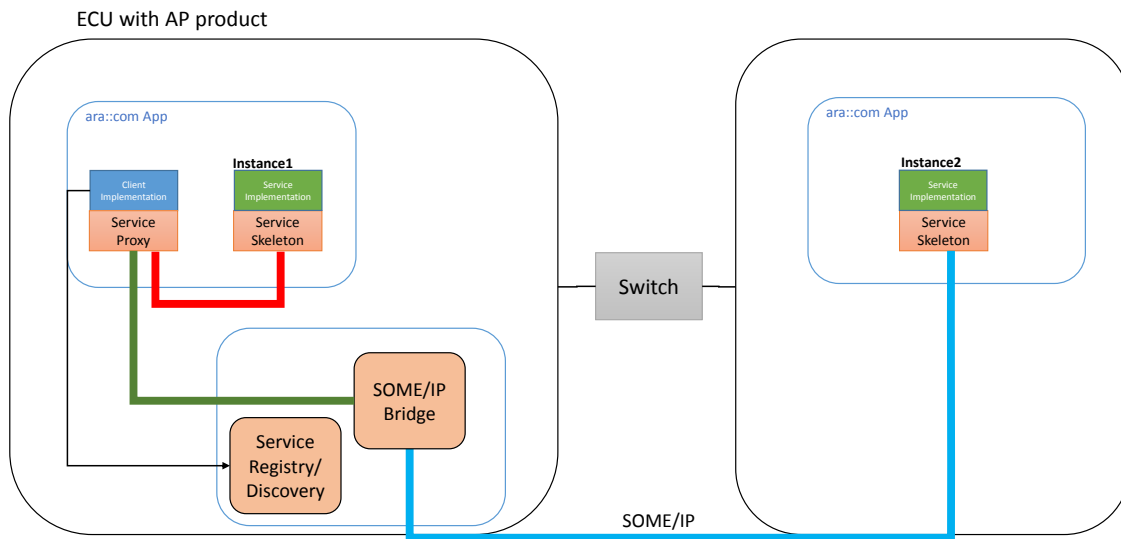 ECU with AP product
ara::com App
Client
Implementation
Service
Proxy
Instance1
Service
Implementation
Service
Skeleton
SOME/IP
Bridge
Service
Registry/
Discovery
Switch
ara::com App
Instance2
Service
Implementation
Service
Skeleton
SOME/IP